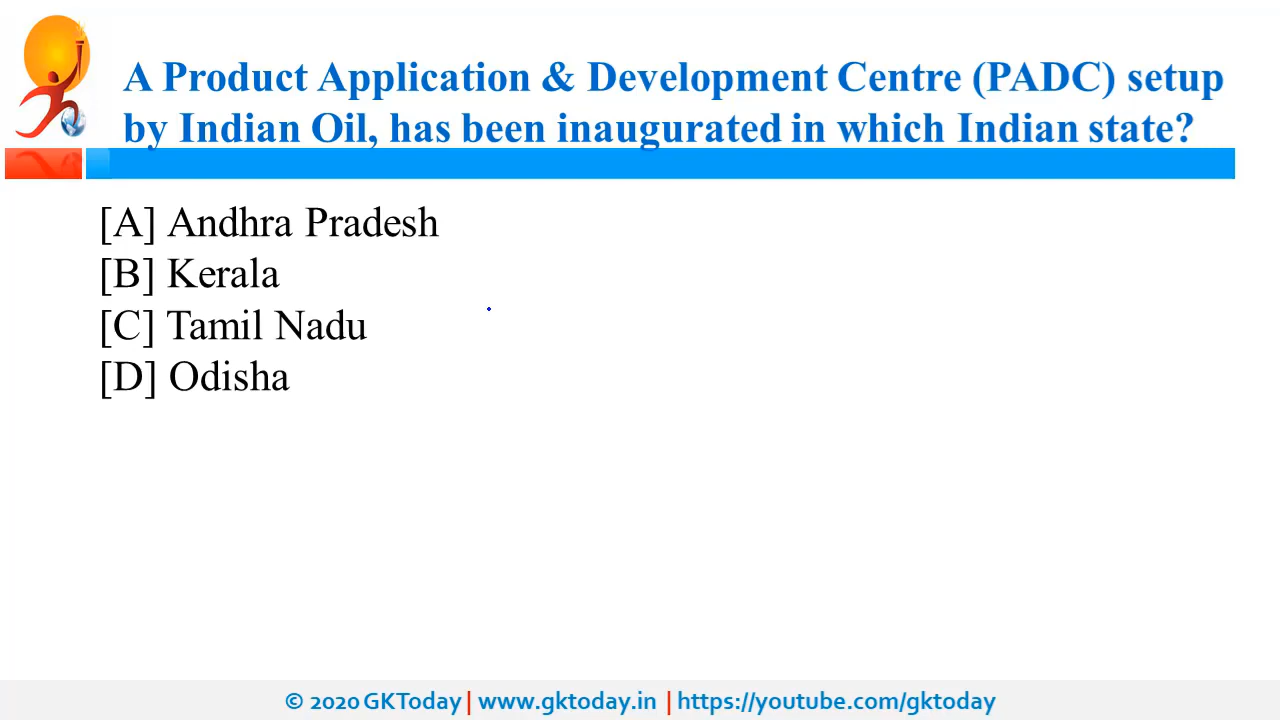 A Product Application & Development Centre (PADC) setup
by Indian Oil, has been inaugurated in which Indian state?
[A] Andhra Pradesh
[B] Kerala
[C] Tamil Nadu
[D] Odisha
© 2020 GKToday | www.gktoday.in | https://youtube.com/gktoday